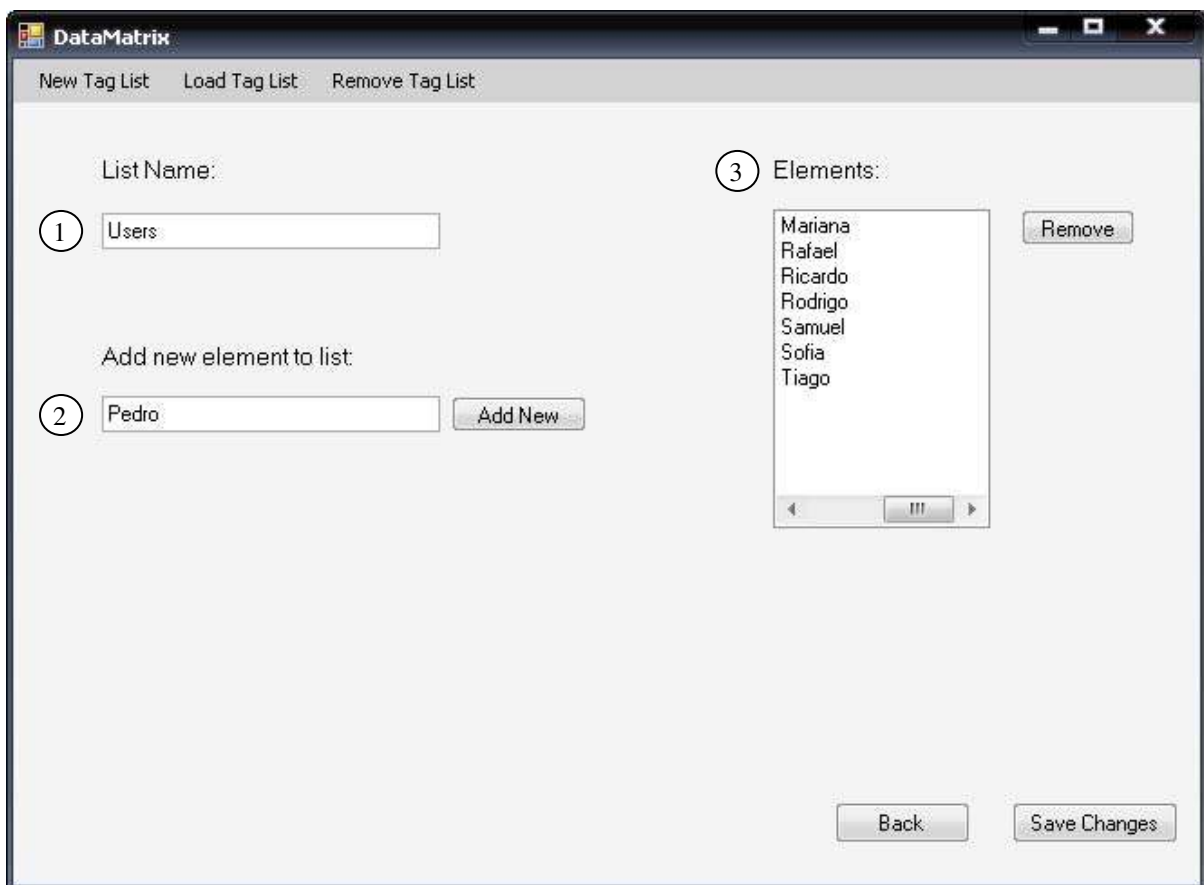 DataMatrix
New Tag List Load Tag List Remove Tag List
List Name:
1 Users
Add new element to list:
2 Pedro Add New
3 Elements:
Mariana
Rafael
Ricardo
Rodrigo
Samuel
Sofia
Tiago
Remove
Back Save Changes